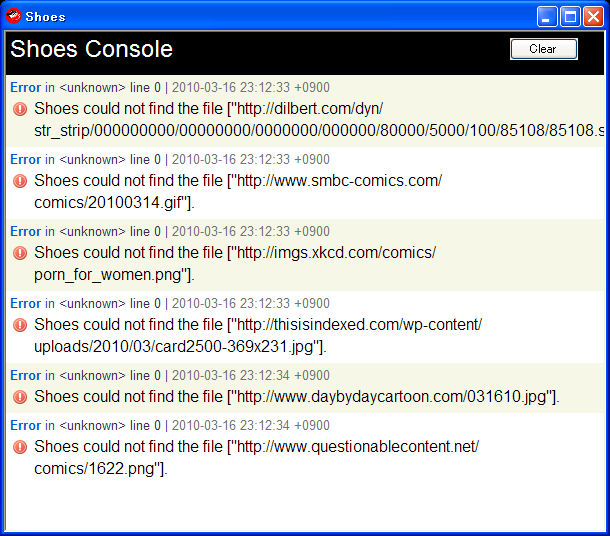 Shoes
Shoes Console
Clear
Error in <unknown> line 0 | 2010-03-16 23:12:33 +0900
Shoes could not find the file ["http://dilbert.com/dyn/
str_strip/000000000/00000000/0000000/000000/80000/5000/100/85108/85108.s
Error in <unknown> line 0 | 2010-03-16 23:12:33 +0900
Shoes could not find the file ["http://www.smbc-comics.com/
comics/20100314.gif"].
Error in <unknown> line 0 | 2010-03-16 23:12:33 +0900
Shoes could not find the file ["http://imgs.xkcd.com/comics/
porn_for_women.png"].
Error in <unknown> line 0 | 2010-03-16 23:12:33 +0900
Shoes could not find the file ["http://thisisindexed.com/wp-content/
uploads/2010/03/card2500-369x231.jpg"].
Error in <unknown> line 0 | 2010-03-16 23:12:34 +0900
Shoes could not find the file ["http://www.daybydaycartoon.com/031610.jpg"].
Error in <unknown> line 0 | 2010-03-16 23:12:34 +0900
Shoes could not find the file ["http://www.questionablecontent.net/
comics/1622.png"].